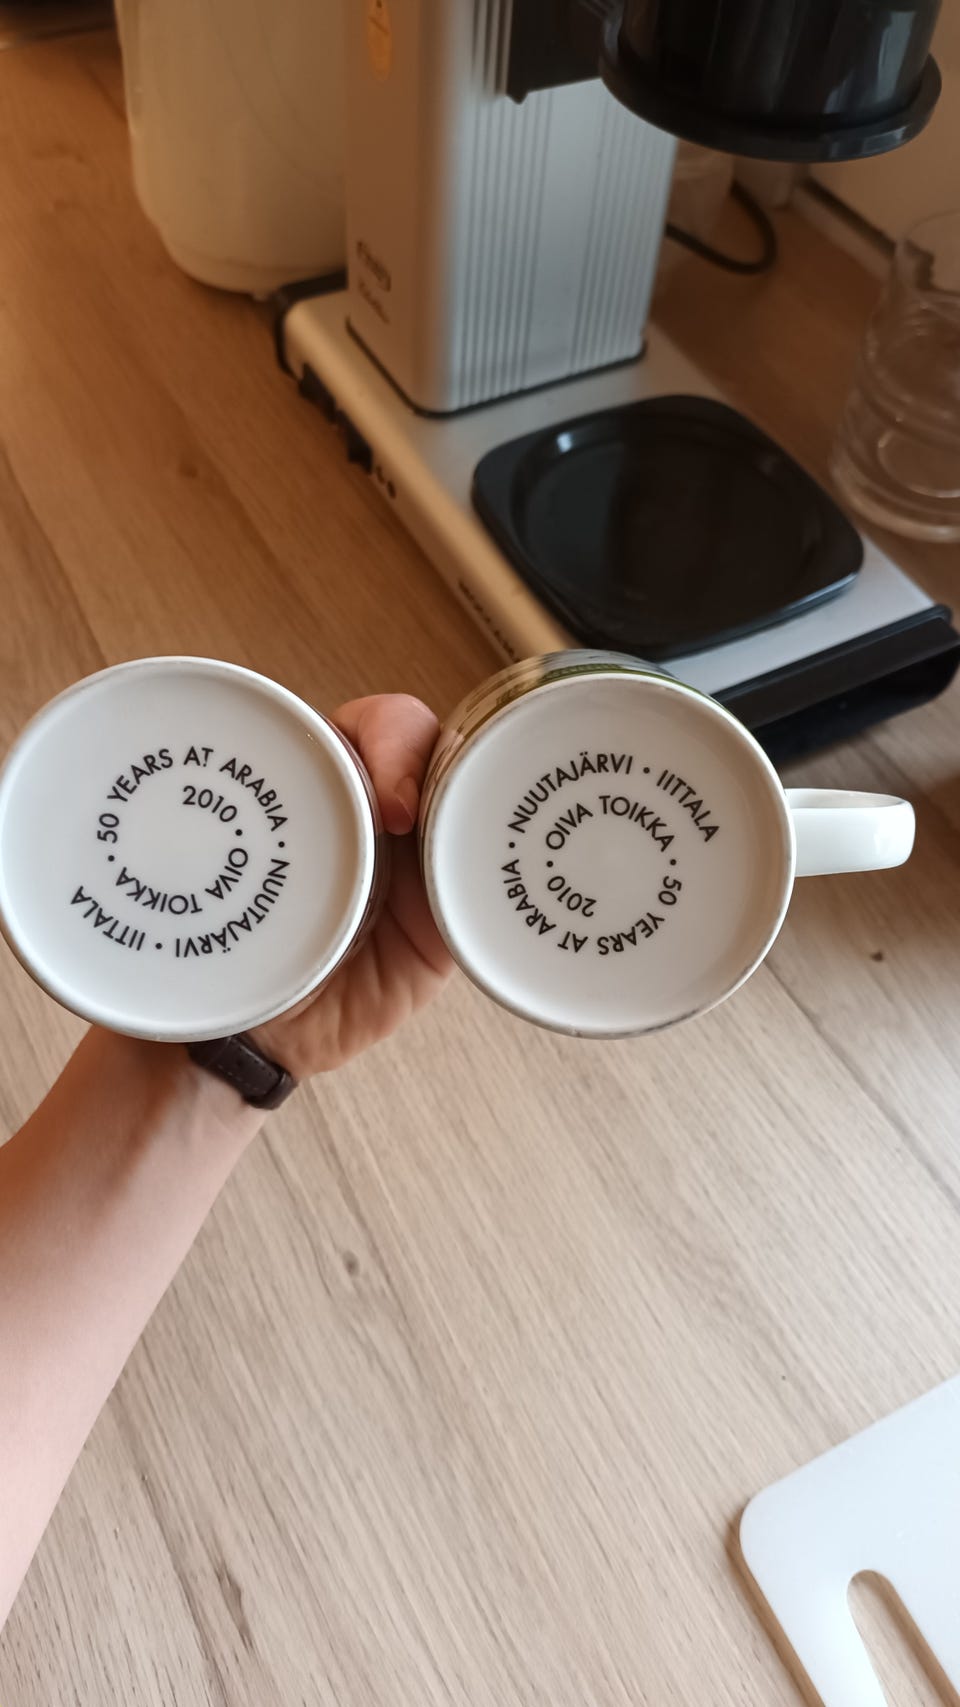 50 YEARS AT ARABIA • NUUTAJÄRVI • IITTALA
2010 • OIVA TOIKKA •
NUUTAJÄRVI • IITTALA
OIVA TOIKKA • 50 YEARS AT ARABIA •
2010 •